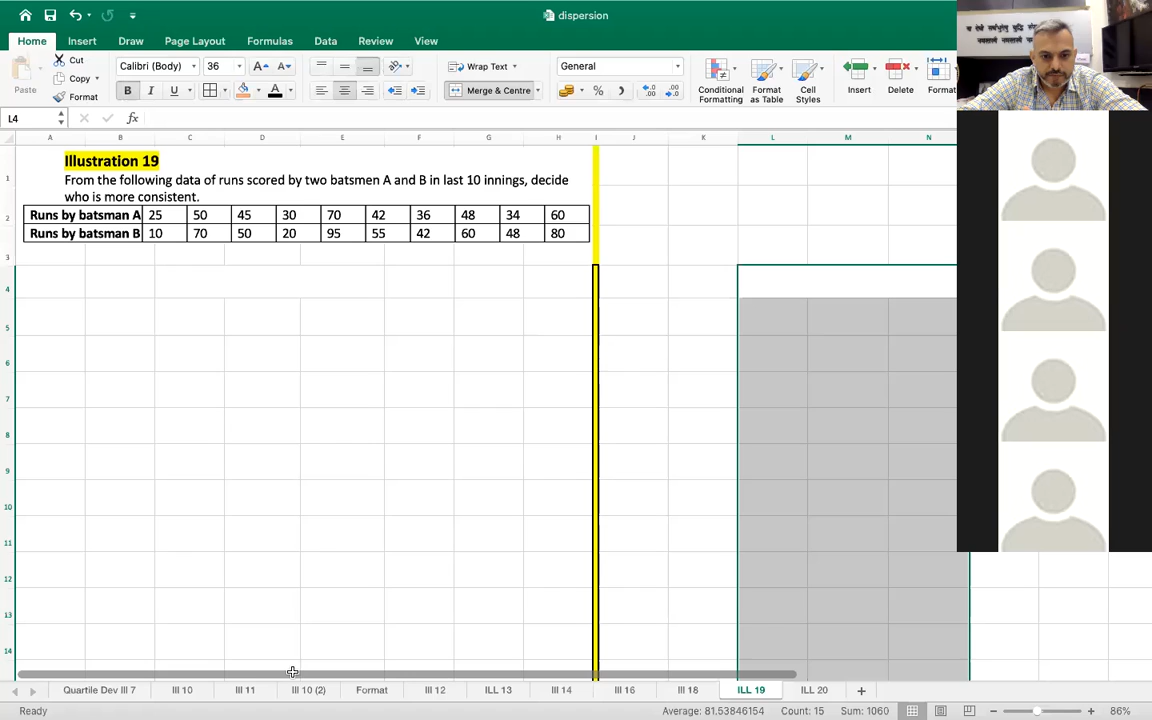 dispersion
Home Insert Draw Page Layout Formulas Data Review View
Cut
Copy
Format
Paste
Calibri (Body) 36 A A
B I U A
Wrap Text
Merge & Centre
General
% )
Conditional Formatting
Format as Table
Cell Styles
Insert Delete Format
L4 fx
A B C D E F G H I J K L M N
Illustration 19
From the following data of runs scored by two batsmen A and B in last 10 innings, decide
who is more consistent.
Runs by batsman A 25 50 45 30 70 42 36 48 34 60
Runs by batsman B 10 70 50 20 95 55 42 60 48 80
1
2
3
4
5
6
7
8
9
10
11
12
13
14
Quartile Dev Ill 7 Ill 10 Ill 11 Ill 10 (2) Format Ill 12 ILL 13 Ill 14 Ill 16 Ill 18 ILL 19 ILL 20
Ready Average: 81.53846154 Count: 15 Sum: 1060 86%